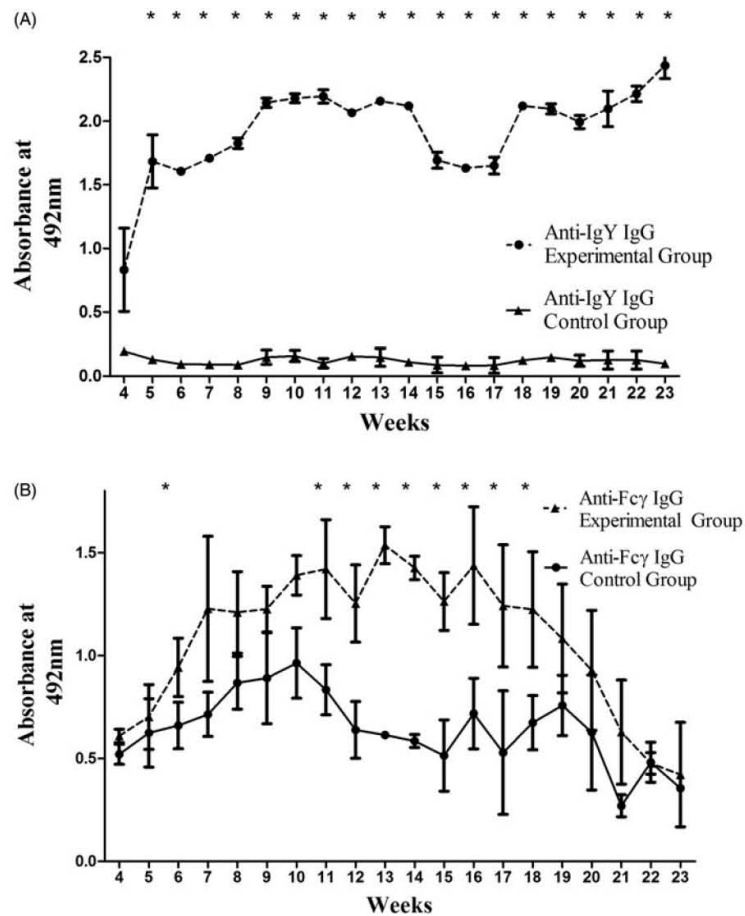 (A)
* * * * * * * * * * * * * * * * * * *
2.5
2.0
1.5
1.0
0.5
0.0
Absorbance at
492nm
Anti-IgY IgG
Experimental Group
Anti-IgY IgG
Control Group
4 5 6 7 8 9 10 11 12 13 14 15 16 17 18 19 20 21 22 23
Weeks
(B)
* * * * * * * * *
1.5
1.0
0.5
0.0
Absorbance at
492nm
Anti-Fcγ IgG
Experimental Group
Anti-Fcγ IgG
Control Group
4 5 6 7 8 9 10 11 12 13 14 15 16 17 18 19 20 21 22 23
Weeks